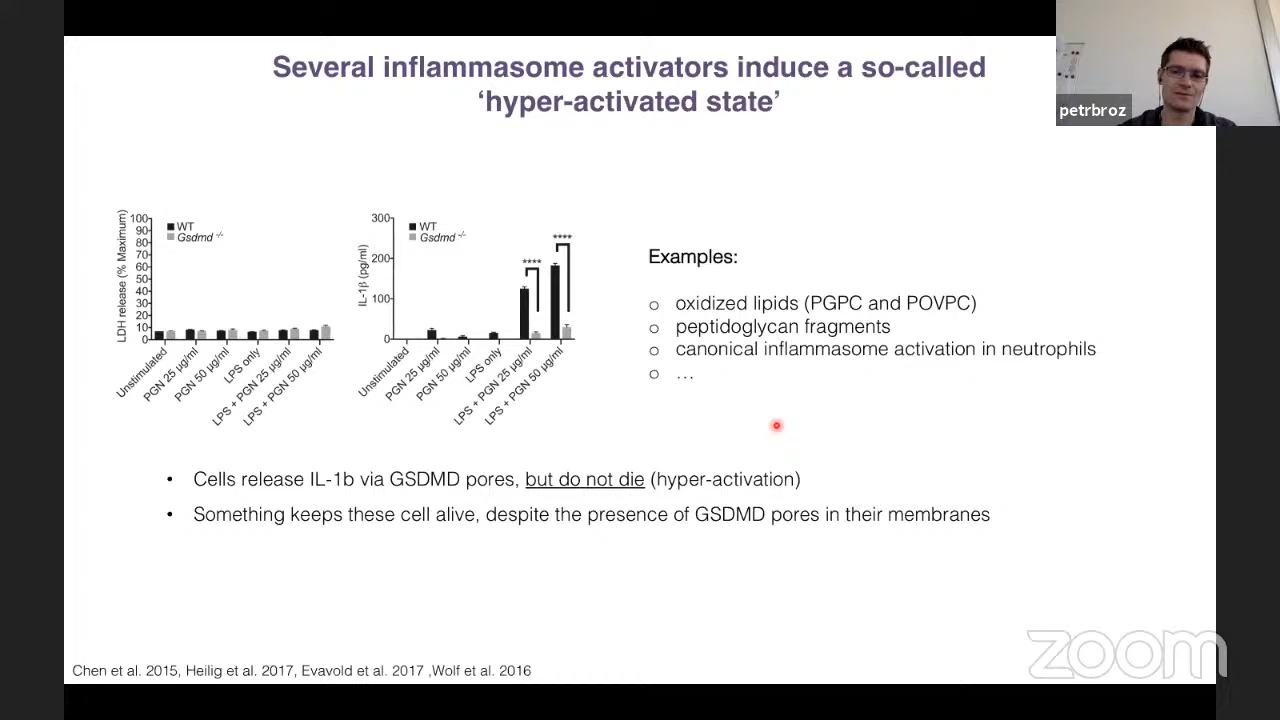 Several inflammasome activators induce a so-called
‘hyper-activated state’
petrbroz
LDH release (% Maximum)
100
90
80
70
60
50
40
30
20
10
0
WT
Gsdmd -/-
Unstimulated
PGN 25 µg/ml
PGN 50 µg/ml
LPS only
LPS + PGN 25 µg/ml
LPS + PGN 50 µg/ml
IL-1β (pg/ml)
300
200
100
0
WT
Gsdmd -/-
****
****
Unstimulated
PGN 25 µg/ml
PGN 50 µg/ml
LPS only
LPS + PGN 25 µg/ml
LPS + PGN 50 µg/ml
Examples:
o oxidized lipids (PGPC and POVPC)
o peptidoglycan fragments
o canonical inflammasome activation in neutrophils
o …
• Cells release IL-1b via GSDMD pores, but do not die (hyper-activation)
• Something keeps these cell alive, despite the presence of GSDMD pores in their membranes
Chen et al. 2015, Heilig et al. 2017, Evavold et al. 2017 ,Wolf et al. 2016
zoom